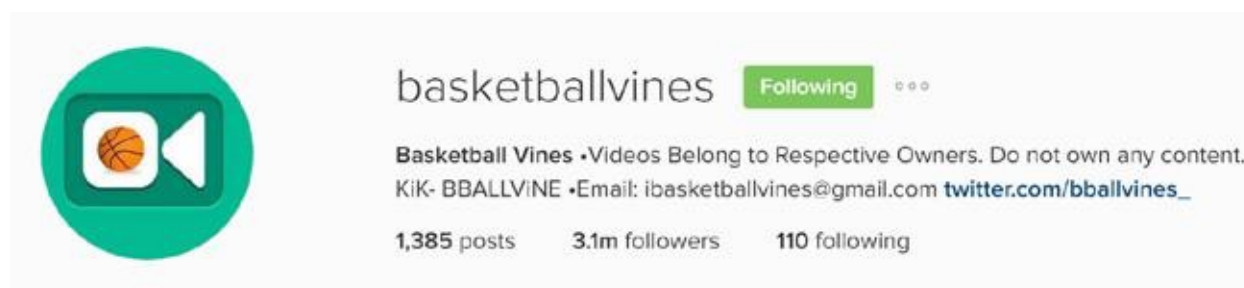 basketballvines Following
Basketball Vines •Videos Belong to Respective Owners. Do not own any content.
KiK- BBALLViNE •Email: ibasketballvines@gmail.com twitter.com/bballvines_
1,385 posts 3.1m followers 110 following